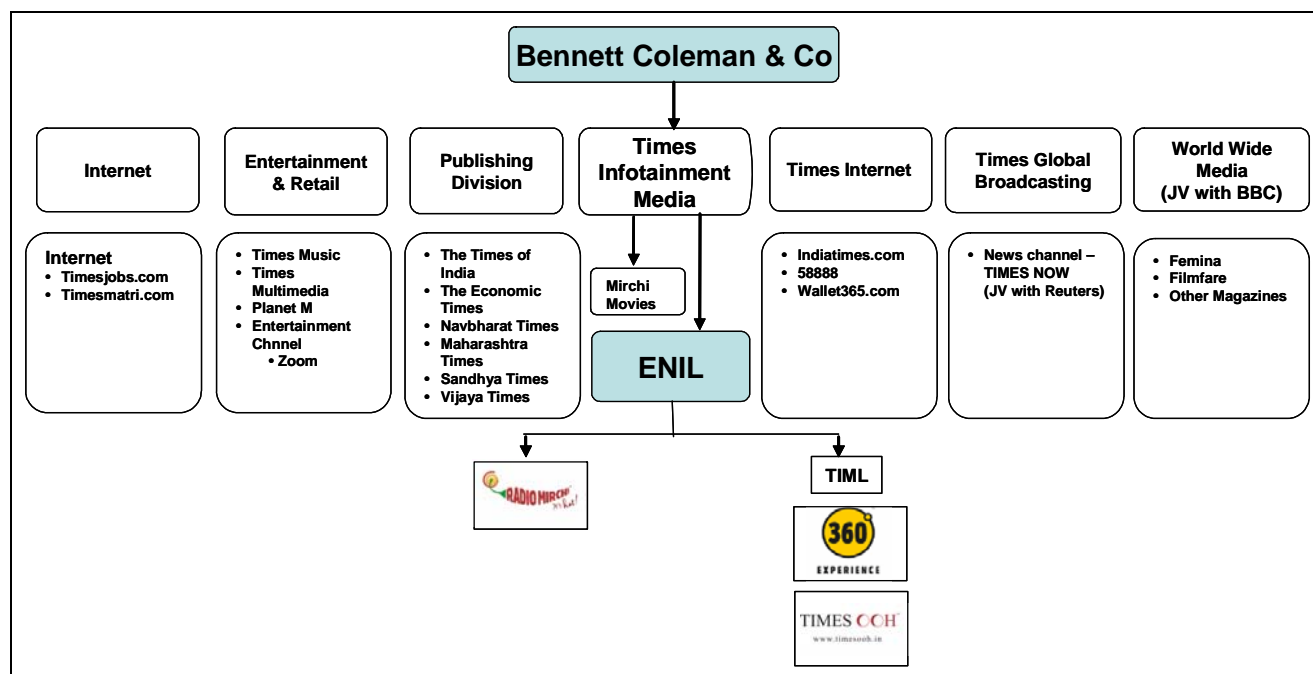 Bennett Coleman & Co
Internet
Entertainment
& Retail
Publishing
Division
Times
Infotainment
Media
Times Internet
Times Global
Broadcasting
World Wide
Media
(JV with BBC)
Internet
• Timesjobs.com
• Timesmatri.com
• Times Music
• Times
Multimedia
• Planet M
• Entertainment
Chnnel
• Zoom
• The Times of
India
• The Economic
Times
• Navbharat Times
• Maharashtra
Times
• Sandhya Times
• Vijaya Times
Mirchi
Movies
ENIL
• Indiatimes.com
• 58888
• Wallet365.com
• News channel –
TIMES NOW
(JV with Reuters)
• Femina
• Filmfare
• Other Magazines
RADIO MIRCHI
TIML
360°
EXPERIENCE
TIMES OOH
www.timesooh.in